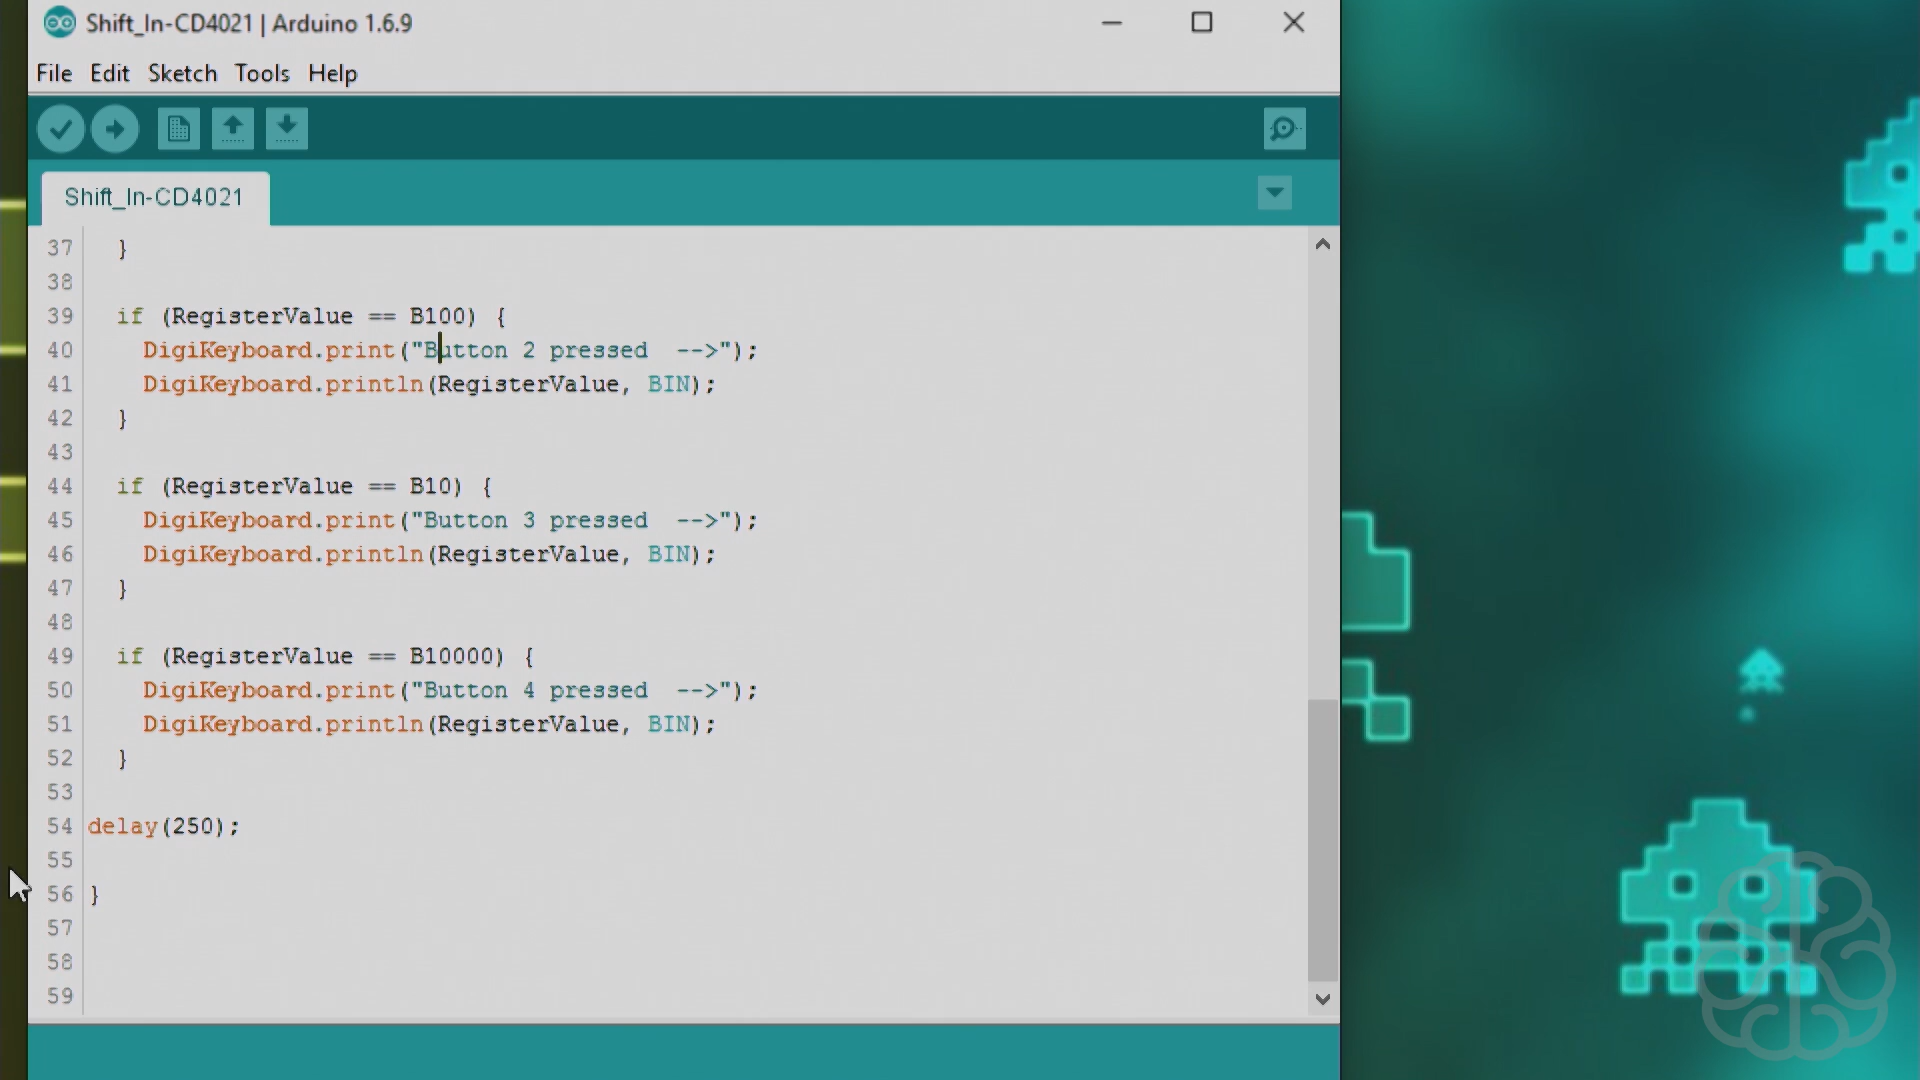 Shift_In-CD4021 | Arduino 1.6.9
File Edit Sketch Tools Help
Shift_In-CD4021
37 }
38
39 if (RegisterValue == B100) {
40 DigiKeyboard.print("Button 2 pressed  -->");
41 DigiKeyboard.println(RegisterValue, BIN);
42 }
43
44 if (RegisterValue == B10) {
45 DigiKeyboard.print("Button 3 pressed  -->");
46 DigiKeyboard.println(RegisterValue, BIN);
47 }
48
49 if (RegisterValue == B10000) {
50 DigiKeyboard.print("Button 4 pressed  -->");
51 DigiKeyboard.println(RegisterValue, BIN);
52 }
53
54 delay(250);
55
56 }
57
58
59